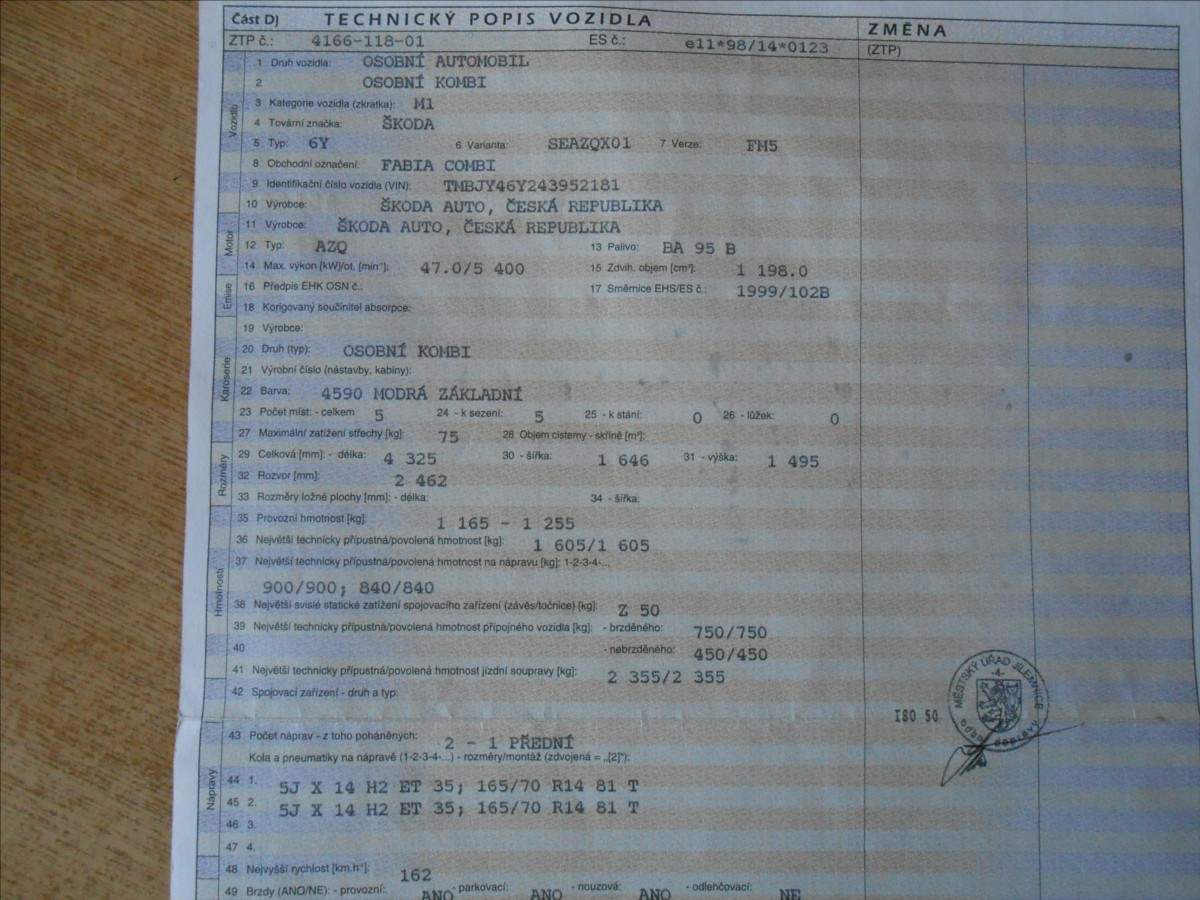 Část DJ TECHNICKÝ POPIS VOZIDLA ZMĚNA
ZTP č.: 4166-118-01 ES č.: e11*98/14*0123 (ZTP)
Vozidlo
1 Druh vozidla: OSOBNÍ AUTOMOBIL
2 OSOBNÍ KOMBI
3 Kategorie vozidla (zkratka): M1
4 Tovární značka: ŠKODA
5 Typ: 6Y 6 Varianta: SEAZQX01 7 Verze: FM5
8 Obchodní označení: FABIA COMBI
9 Identifikační číslo vozidla (VIN): TMBJY46Y243952181
10 Výrobce: ŠKODA AUTO, ČESKÁ REPUBLIKA
Motor
11 Výrobce: ŠKODA AUTO, ČESKÁ REPUBLIKA
12 Typ: AZQ 13 Palivo: BA 95 B
14 Max. výkon [kW]/ot. [min⁻¹]: 47.0/5 400 15 Zdvih. objem [cm³]: 1 198.0
Emise
16 Předpis EHK OSN č.: 17 Směrnice EHS/ES č.: 1999/102B
18 Korigovaný součinitel absorpce:
Karoserie
19 Výrobce:
20 Druh (typ): OSOBNÍ KOMBI
21 Výrobní číslo (nástavby, kabiny):
22 Barva: 4590 MODRÁ ZÁKLADNÍ
23 Počet míst: - celkem 5 24 - k sezení: 5 25 - k stání: 0 26 - lůžek: 0
27 Maximální zatížení střechy [kg]: 75 28 Objem cisterny - skříně [m³]:
Rozměry
29 Celková [mm]: - délka: 4 325 30 - šířka: 1 646 31 - výška: 1 495
32 Rozvor [mm]: 2 462
33 Rozměry ložné plochy [mm]: - délka: 34 - šířka:
Hmotnosti
35 Provozní hmotnost [kg]: 1 165 - 1 255
36 Největší technicky přípustná/povolená hmotnost [kg]: 1 605/1 605
37 Největší technicky přípustná/povolená hmotnost na nápravu [kg]: 1-2-3-4-...
900/900; 840/840
38 Největší svislé statické zatížení spojovacího zařízení (závěs/točnice) [kg]: Z 50
39 Největší technicky přípustná/povolená hmotnost přípojného vozidla [kg]: - brzděného: 750/750
40 - nebrzděného: 450/450
41 Největší technicky přípustná/povolená hmotnost jízdní soupravy [kg]: 2 355/2 355
42 Spojovací zařízení - druh a typ:
ISO 50
MĚSTSKÝ ÚŘAD JILEMNICE
-4-
odbo dopravy
Nápravy
43 Počet náprav - z toho poháněných: 2 - 1 PŘEDNÍ
Kola a pneumatiky na nápravě (1-2-3-4-...) - rozměry/montáž (zdvojená = „[2]"):
44 1. 5J X 14 H2 ET 35; 165/70 R14 81 T
45 2. 5J X 14 H2 ET 35; 165/70 R14 81 T
46 3.
47 4.
48 Nejvyšší rychlost [km.h⁻¹]: 162
49 Brzdy (ANO/NE): - provozní: ANO - parkovací: ANO - nouzová: ANO - odlehčovací: NE